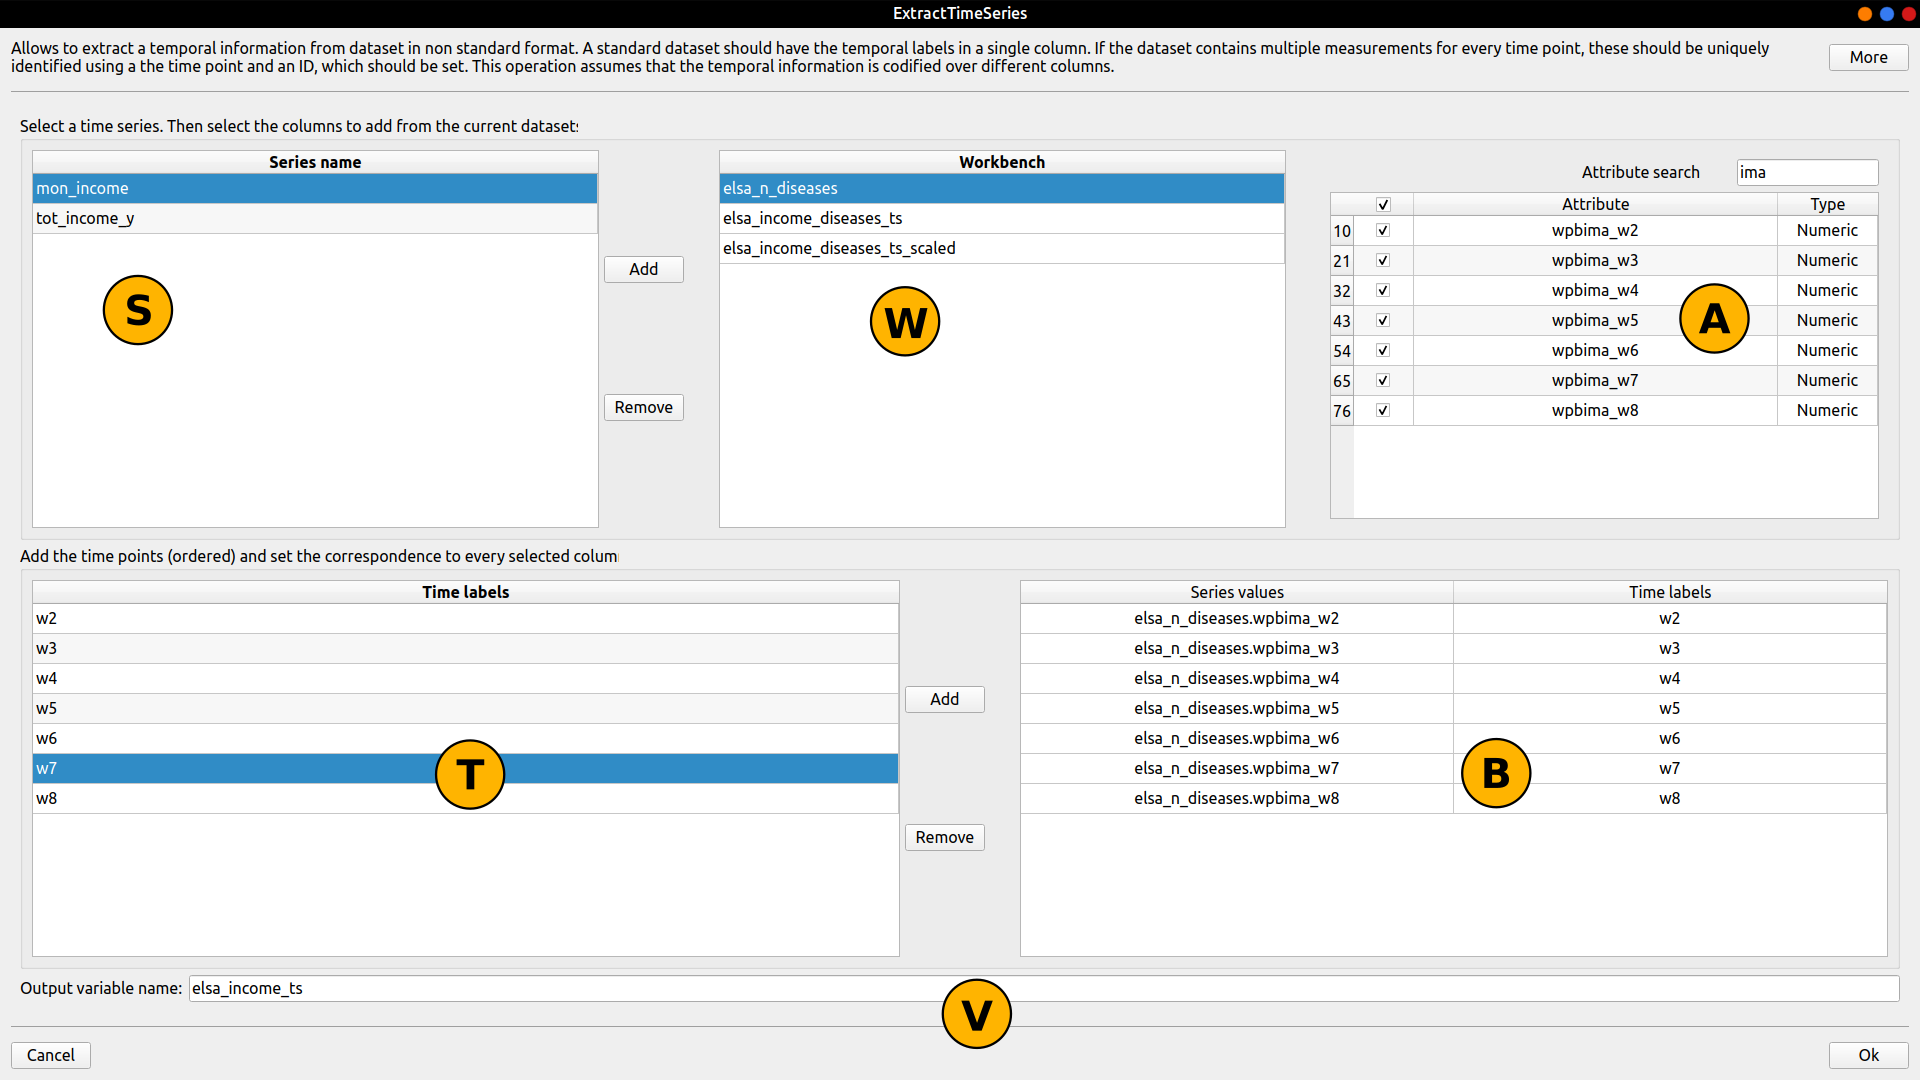 ExtractTimeSeries
Allows to extract a temporal information from dataset in non standard format. A standard dataset should have the temporal labels in a single column. If the dataset contains multiple measurements for every time point, these should be uniquely
identified using a the time point and an ID, which should be set. This operation assumes that the temporal information is codified over different columns.
More
Select a time series. Then select the columns to add from the current datasets
Series name
mon_income
tot_income_y
S
Add
Remove
Workbench
elsa_n_diseases
elsa_income_diseases_ts
elsa_income_diseases_ts_scaled
W
Attribute search ima
Attribute Type
10 wpbima_w2 Numeric
21 wpbima_w3 Numeric
32 wpbima_w4 Numeric
43 wpbima_w5 Numeric
54 wpbima_w6 Numeric
65 wpbima_w7 Numeric
76 wpbima_w8 Numeric
A
Add the time points (ordered) and set the correspondence to every selected colum
Time labels
w2
w3
w4
w5
w6
w7
w8
T
Add
Remove
Series values Time labels
elsa_n_diseases.wpbima_w2 w2
elsa_n_diseases.wpbima_w3 w3
elsa_n_diseases.wpbima_w4 w4
elsa_n_diseases.wpbima_w5 w5
elsa_n_diseases.wpbima_w6 w6
elsa_n_diseases.wpbima_w7 w7
elsa_n_diseases.wpbima_w8 w8
B
Output variable name: elsa_income_ts
V
Cancel
Ok